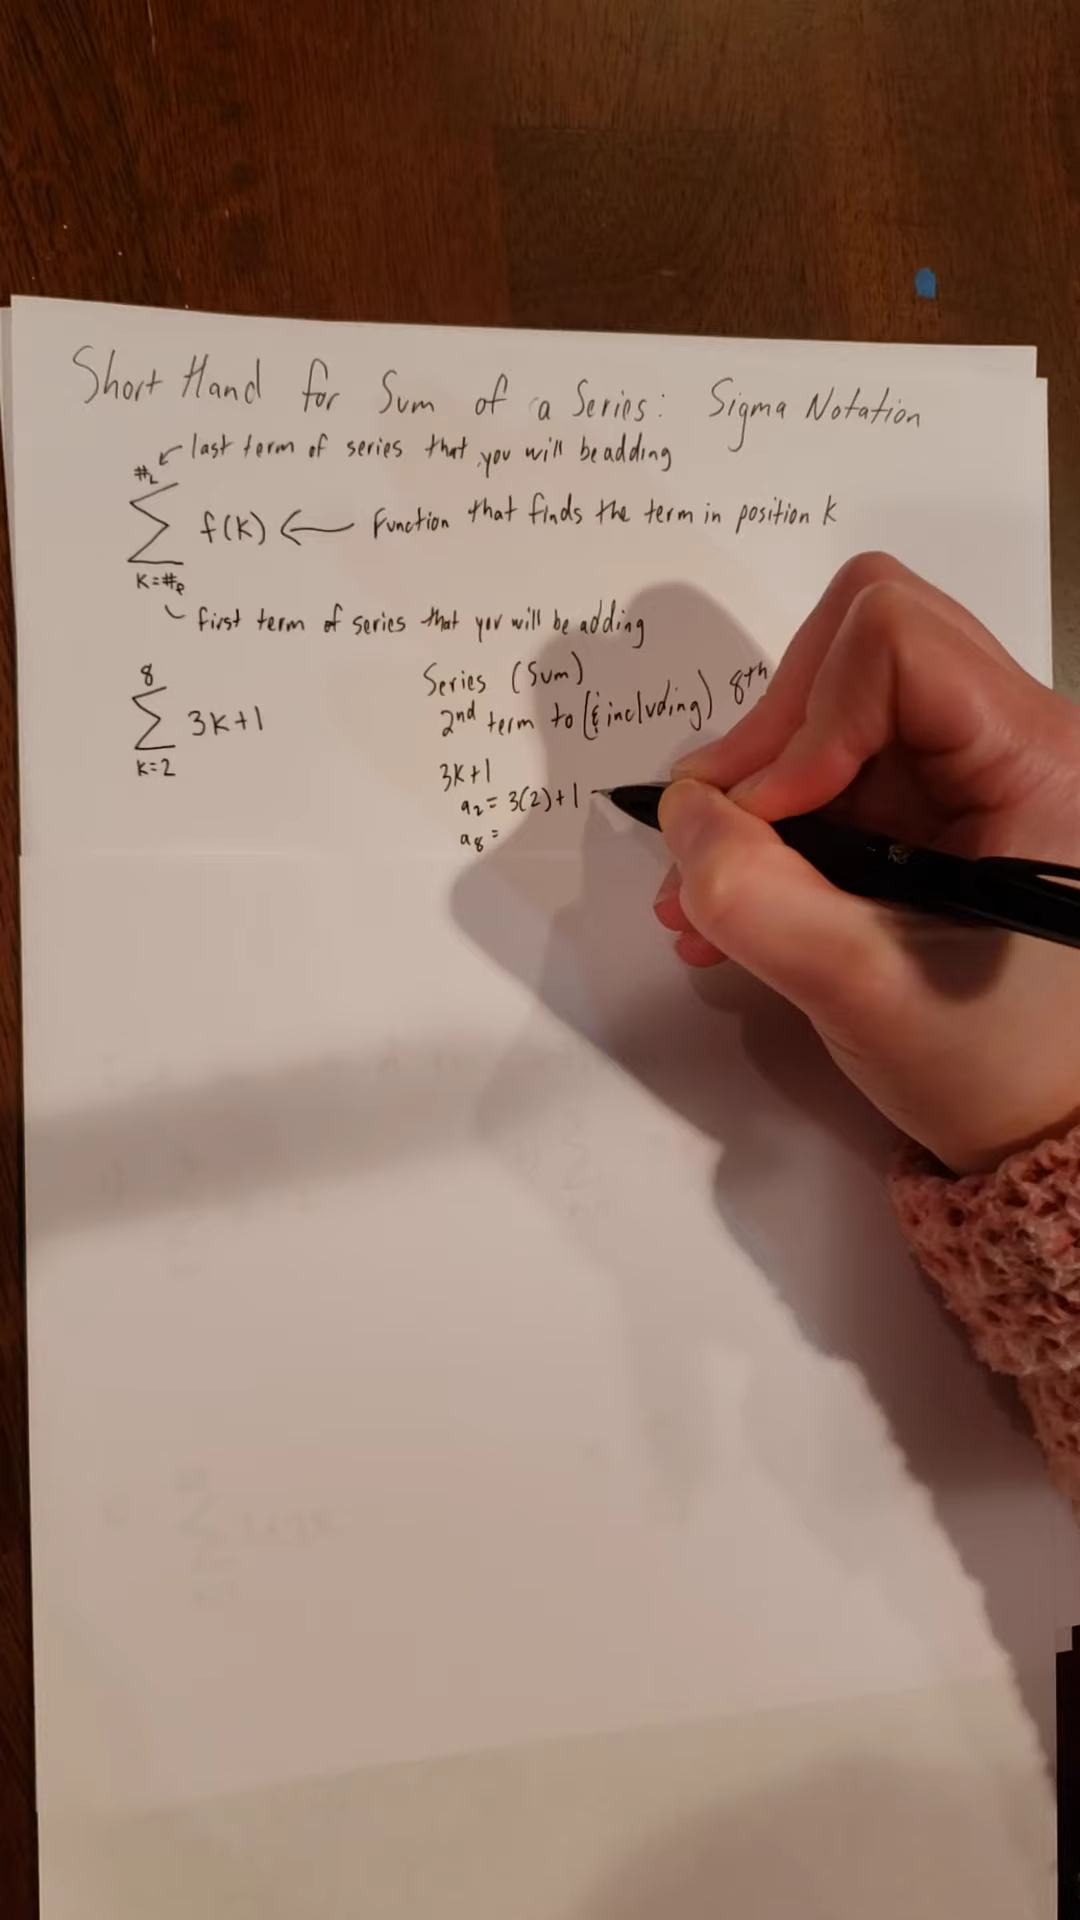 Short Hand for Sum of a Series: Sigma Notation
last term of series that you will be adding
#L
∑ f(k) ← Function that finds the term in position k
k=#F
first term of series that you will be adding
8
∑ 3k+1
k=2
Series (Sum)
2nd term to (& including) 8th
3k+1
a2 = 3(2)+1 -
a8 =